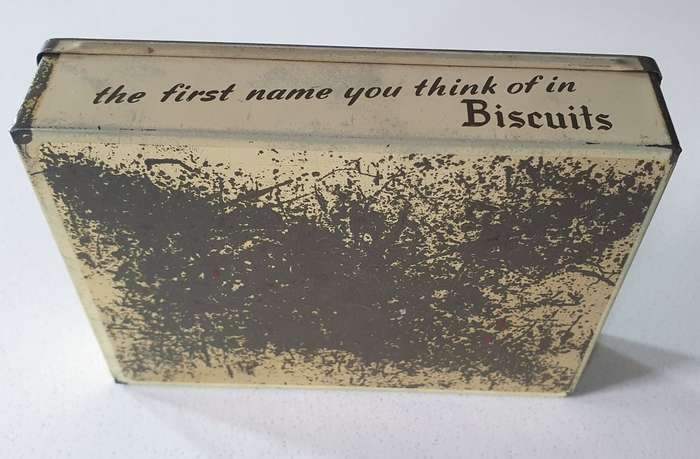 the first name you think of in
Biscuits